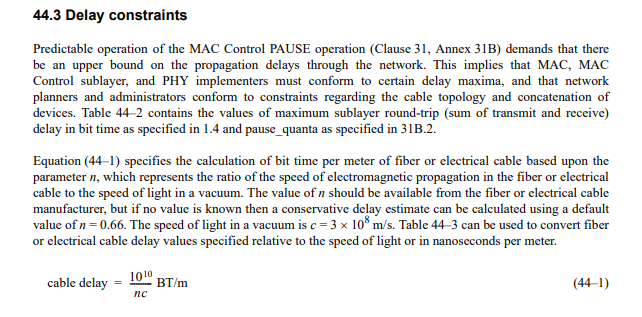 44.3 Delay constraints
Predictable operation of the MAC Control PAUSE operation (Clause 31, Annex 31B) demands that there
be an upper bound on the propagation delays through the network. This implies that MAC, MAC
Control sublayer, and PHY implementers must conform to certain delay maxima, and that network
planners and administrators conform to constraints regarding the cable topology and concatenation of
devices. Table 44–2 contains the values of maximum sublayer round-trip (sum of transmit and receive)
delay in bit time as specified in 1.4 and pause_quanta as specified in 31B.2.
Equation (44–1) specifies the calculation of bit time per meter of fiber or electrical cable based upon the
parameter n, which represents the ratio of the speed of electromagnetic propagation in the fiber or electrical
cable to the speed of light in a vacuum. The value of n should be available from the fiber or electrical cable
manufacturer, but if no value is known then a conservative delay estimate can be calculated using a default
value of n = 0.66. The speed of light in a vacuum is c = 3 × 10⁸ m/s. Table 44–3 can be used to convert fiber
or electrical cable delay values specified relative to the speed of light or in nanoseconds per meter.
cable delay = 10¹⁰/nc BT/m (44–1)